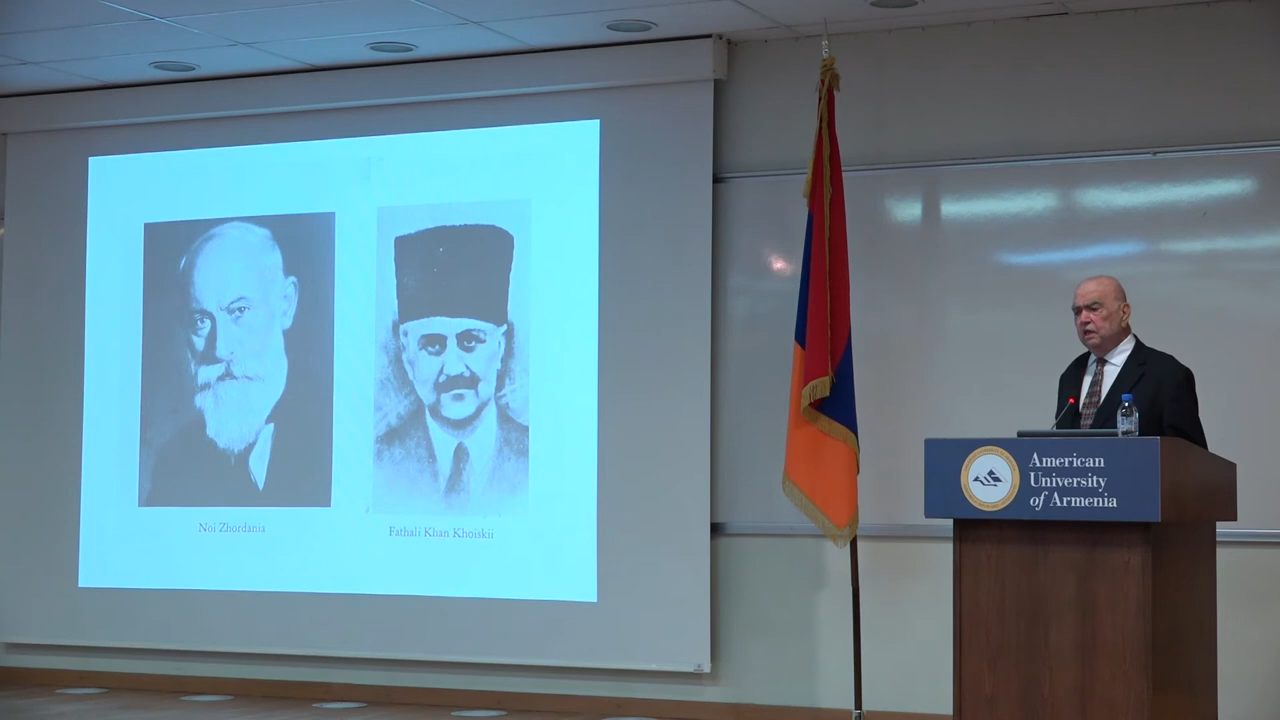 Noi Zhordania
Fathali Khan Khoiskii
American
University
of Armenia